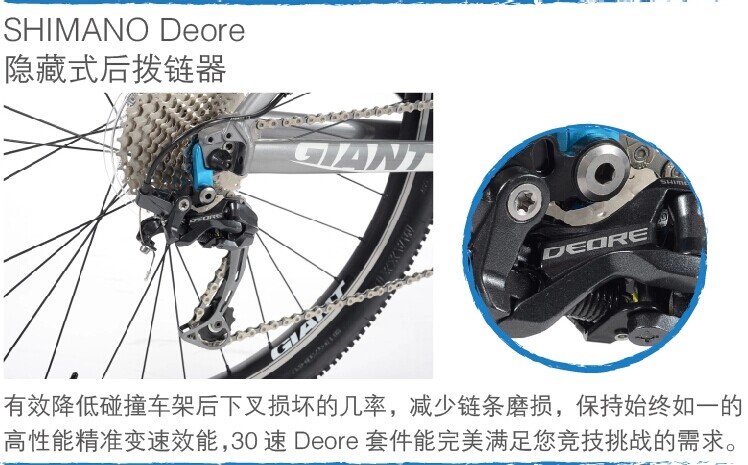 SHIMANO Deore
隐藏式后拨链器
GIANT
DEORE
GIANT
SHIMA
DEORE
有效降低碰撞车架后下叉损坏的几率，减少链条磨损，保持始终如一的
高性能精准变速效能，30 速 Deore 套件能完美满足您竞技挑战的需求。